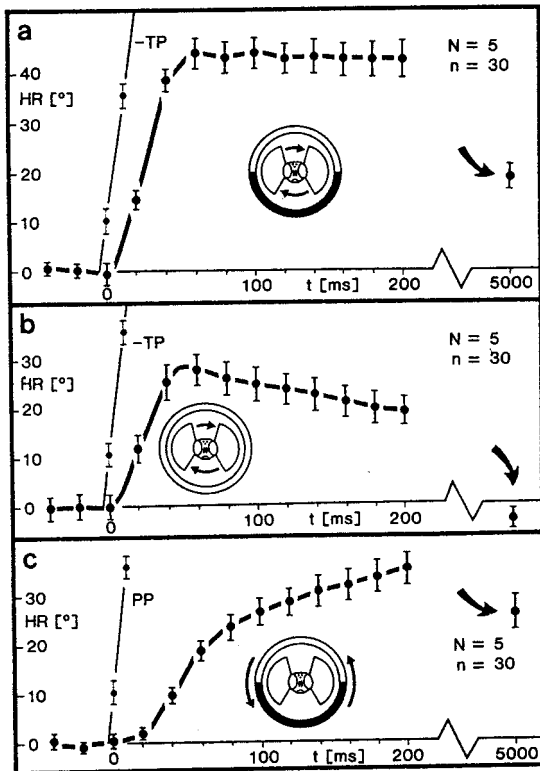 a
-TP
N = 5
n = 30
40
HR [°]
30
20
10
0
0
100
t [ms]
200
5000
b
-TP
N = 5
n = 30
30
HR [°]
20
10
0
0
100
t [ms]
200
5000
c
PP
30
HR [°]
20
10
0
N = 5
n = 30
0
100
t [ms]
200
5000